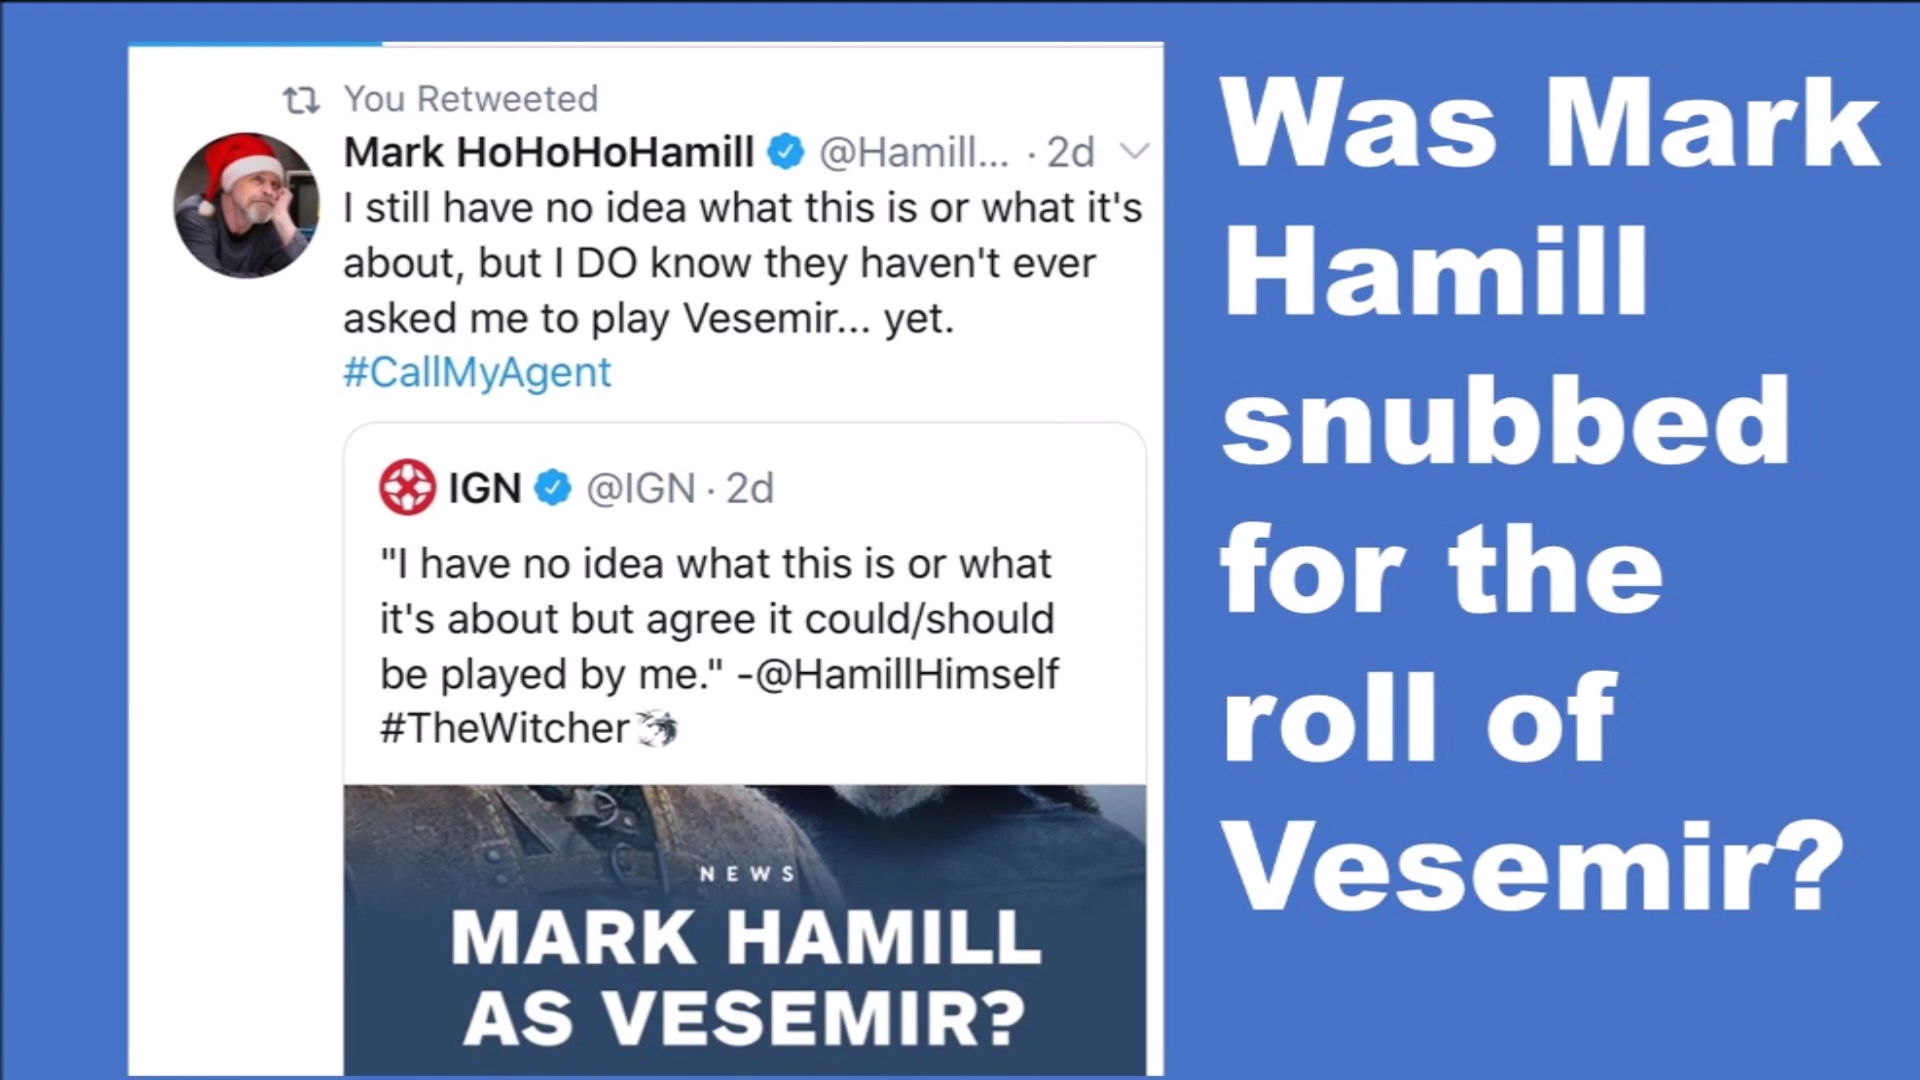 You Retweeted
Mark HoHoHoHamill @Hamill... · 2d
I still have no idea what this is or what it's
about, but I DO know they haven't ever
asked me to play Vesemir... yet.
#CallMyAgent
IGN @IGN · 2d
"I have no idea what this is or what
it's about but agree it could/should
be played by me." -@HamillHimself
#TheWitcher
NEWS
MARK HAMILL
AS VESEMIR?
Was Mark
Hamill
snubbed
for the
roll of
Vesemir?